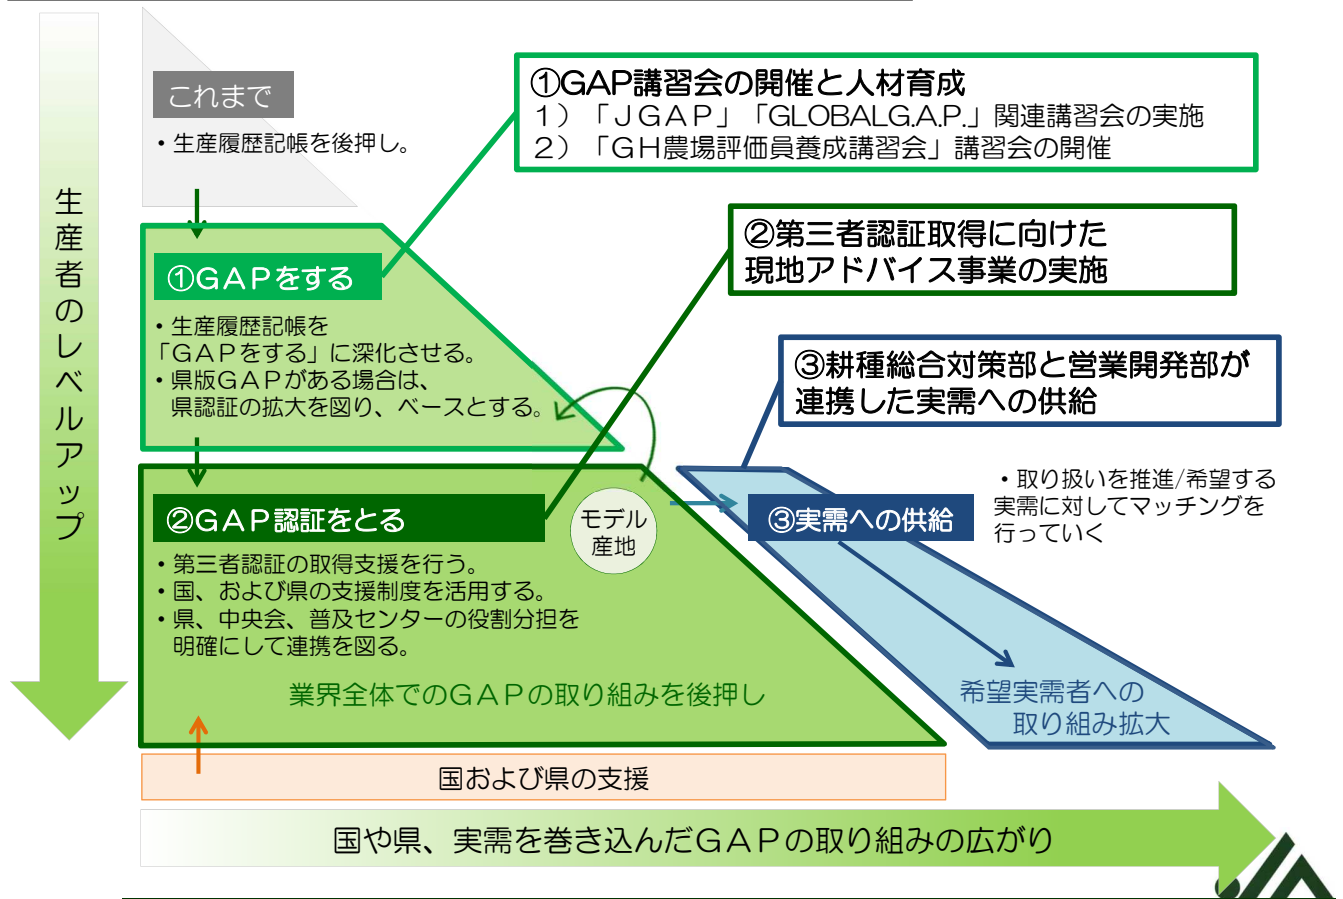 これまで
・生産履歴記帳を後押し。
①GAP講習会の開催と人材育成
１）「ＪＧＡＰ」「GLOBALG.A.P.」関連講習会の実施
２）「ＧＨ農場評価員養成講習会」講習会の開催
生産者のレベルアップ
②第三者認証取得に向けた
現地アドバイス事業の実施
①ＧＡＰをする
・生産履歴記帳を
「ＧＡＰをする」に深化させる。
・県版ＧＡＰがある場合は、
県認証の拡大を図り、ベースとする。
③耕種総合対策部と営業開発部が
連携した実需への供給
②ＧＡＰ認証をとる
・第三者認証の取得支援を行う。
・国、および県の支援制度を活用する。
・県、中央会、普及センターの役割分担を
明確にして連携を図る。
モデル
産地
③実需への供給
・取り扱いを推進/希望する
実需に対してマッチングを
行っていく
業界全体でのＧＡＰの取り組みを後押し
希望実需者への
取り組み拡大
国および県の支援
国や県、実需を巻き込んだＧＡＰの取り組みの広がり